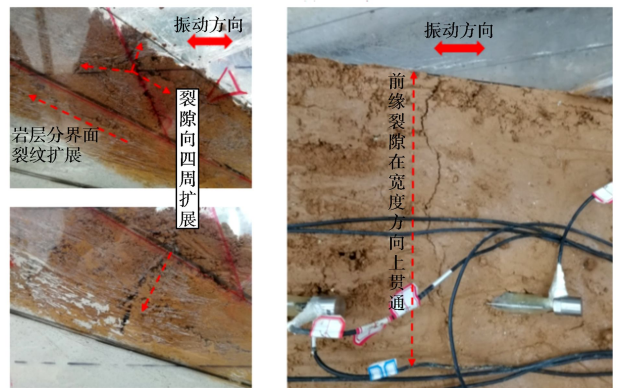 振动方向
裂隙向四周扩展
岩层分界面
裂纹扩展
振动方向
前缘裂隙在宽度方向上贯通